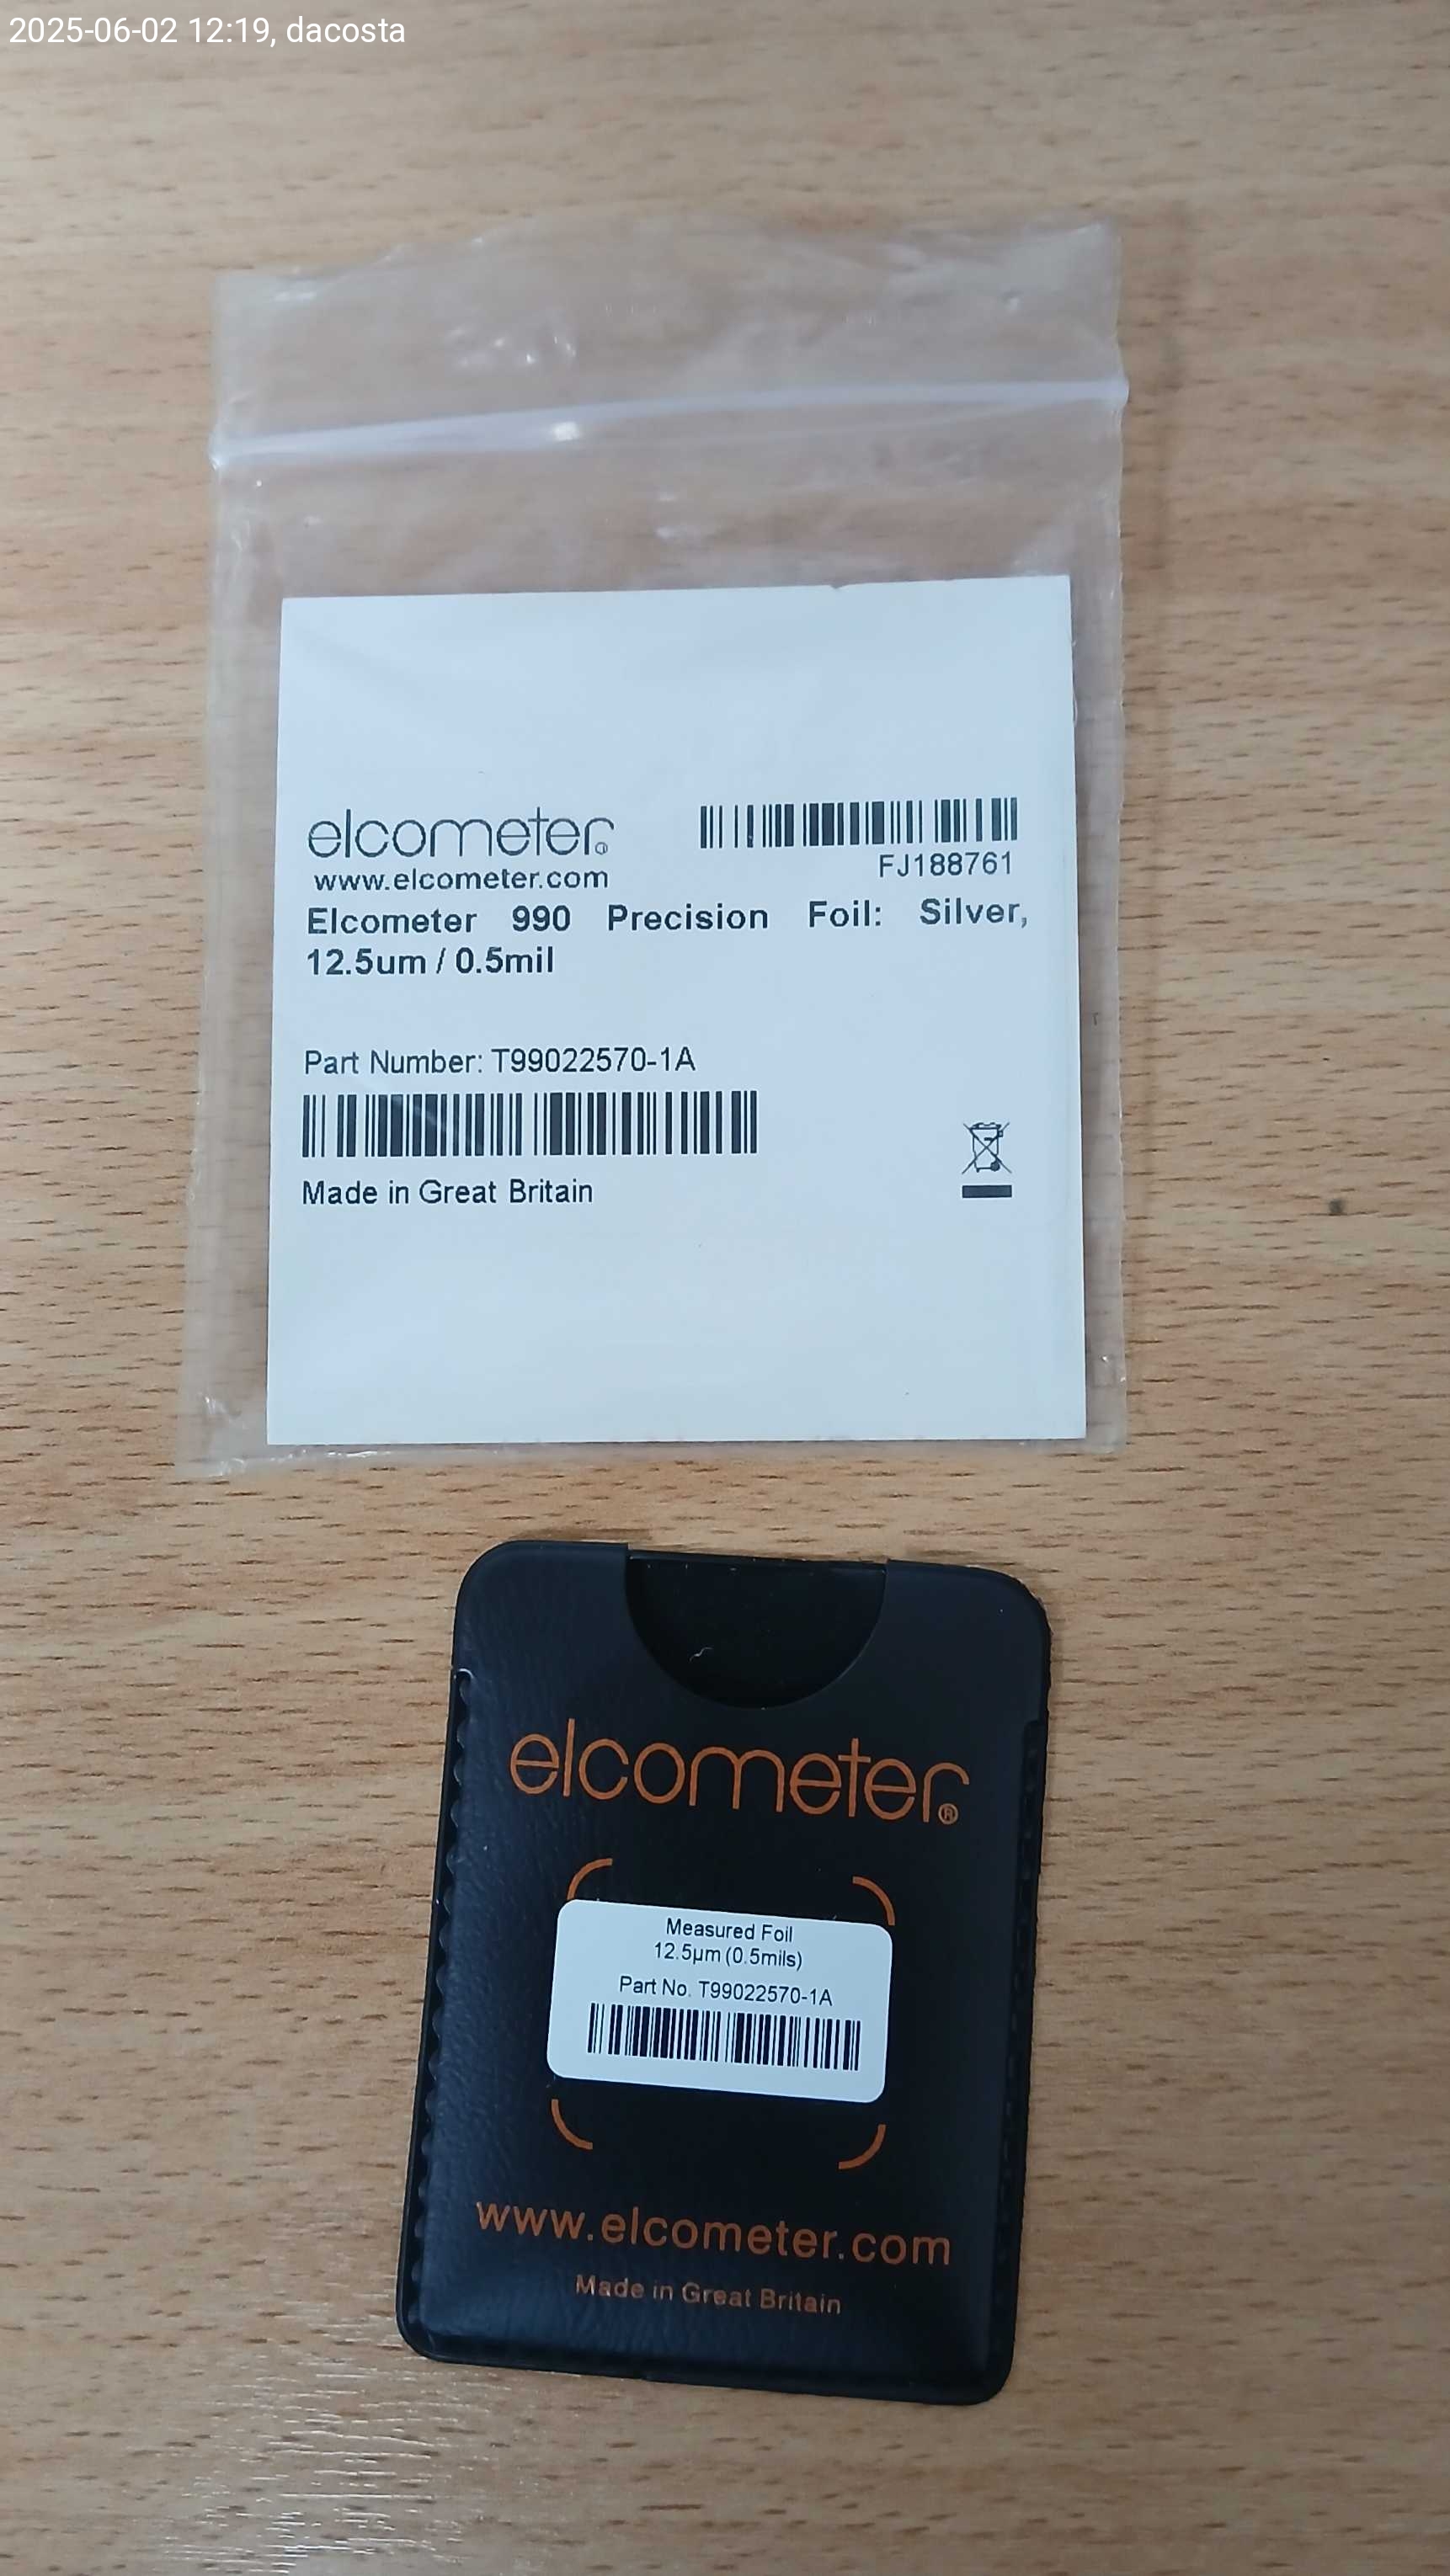 2025-06-02 12:19, dacosta
elcometer®
www.elcometer.com
FJ188761
Elcometer 990 Precision Foil: Silver,
12.5um / 0.5mil
Part Number: T99022570-1A
Made in Great Britain
elcometer®
Measured Foil
12.5µm (0.5mils)
Part No. T99022570-1A
www.elcometer.com
Made in Great Britain